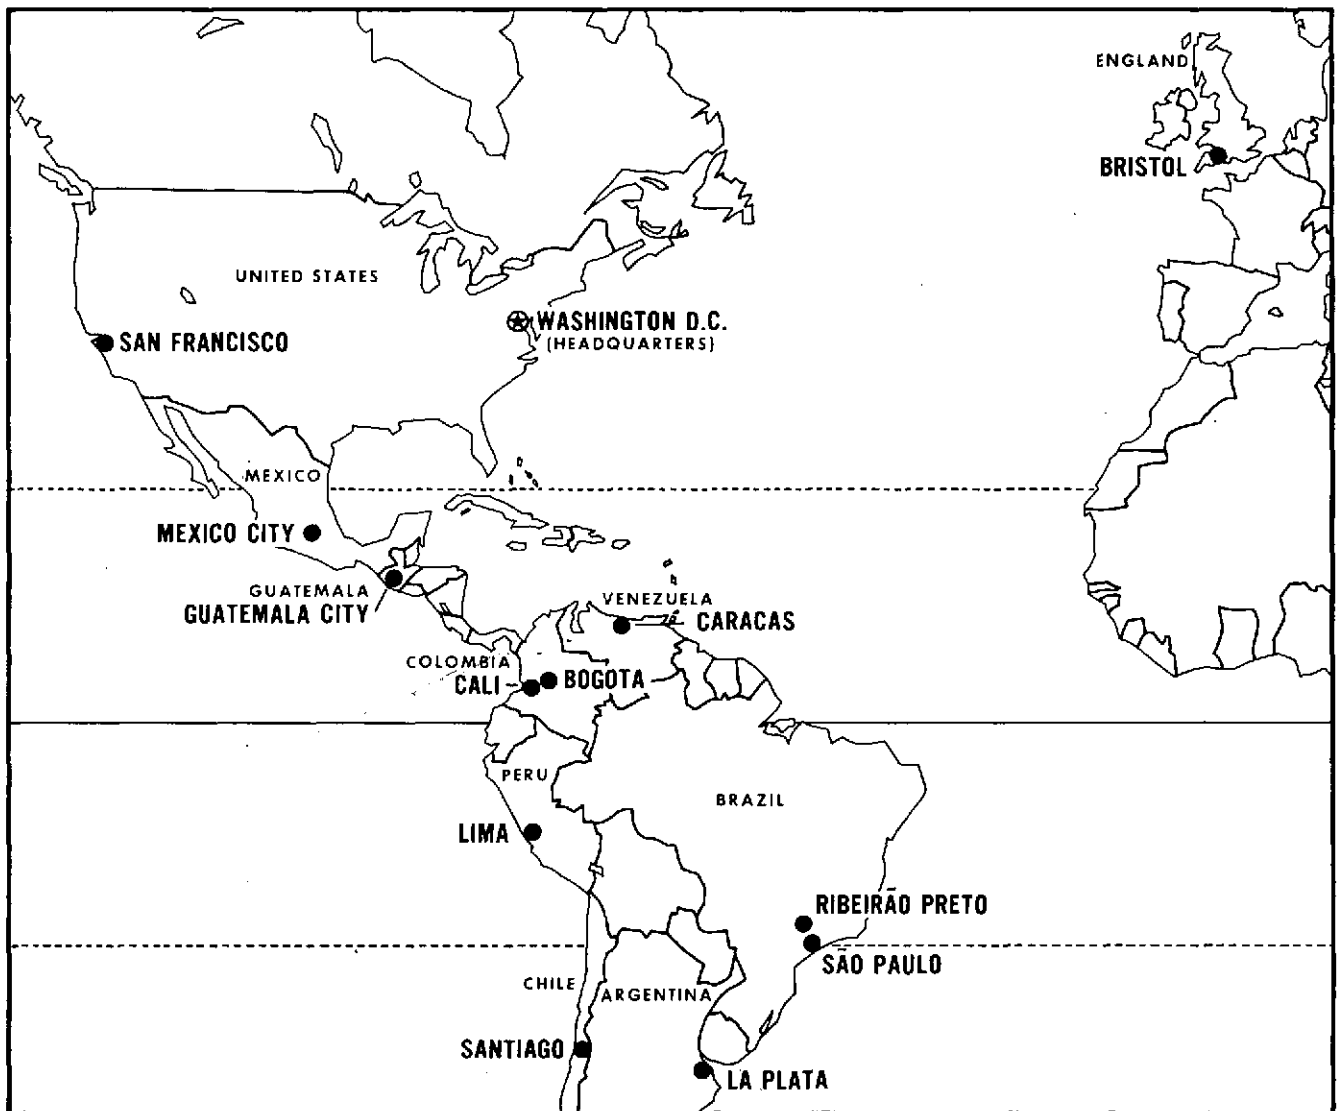 ENGLAND
BRISTOL
UNITED STATES
WASHINGTON D.C.
(HEADQUARTERS)
SAN FRANCISCO
MEXICO
MEXICO CITY
GUATEMALA
GUATEMALA CITY
VENEZUELA
CARACAS
COLOMBIA
CALI
BOGOTA
PERU
BRAZIL
LIMA
RIBEIRÃO PRETO
SÃO PAULO
CHILE
ARGENTINA
SANTIAGO
LA PLATA